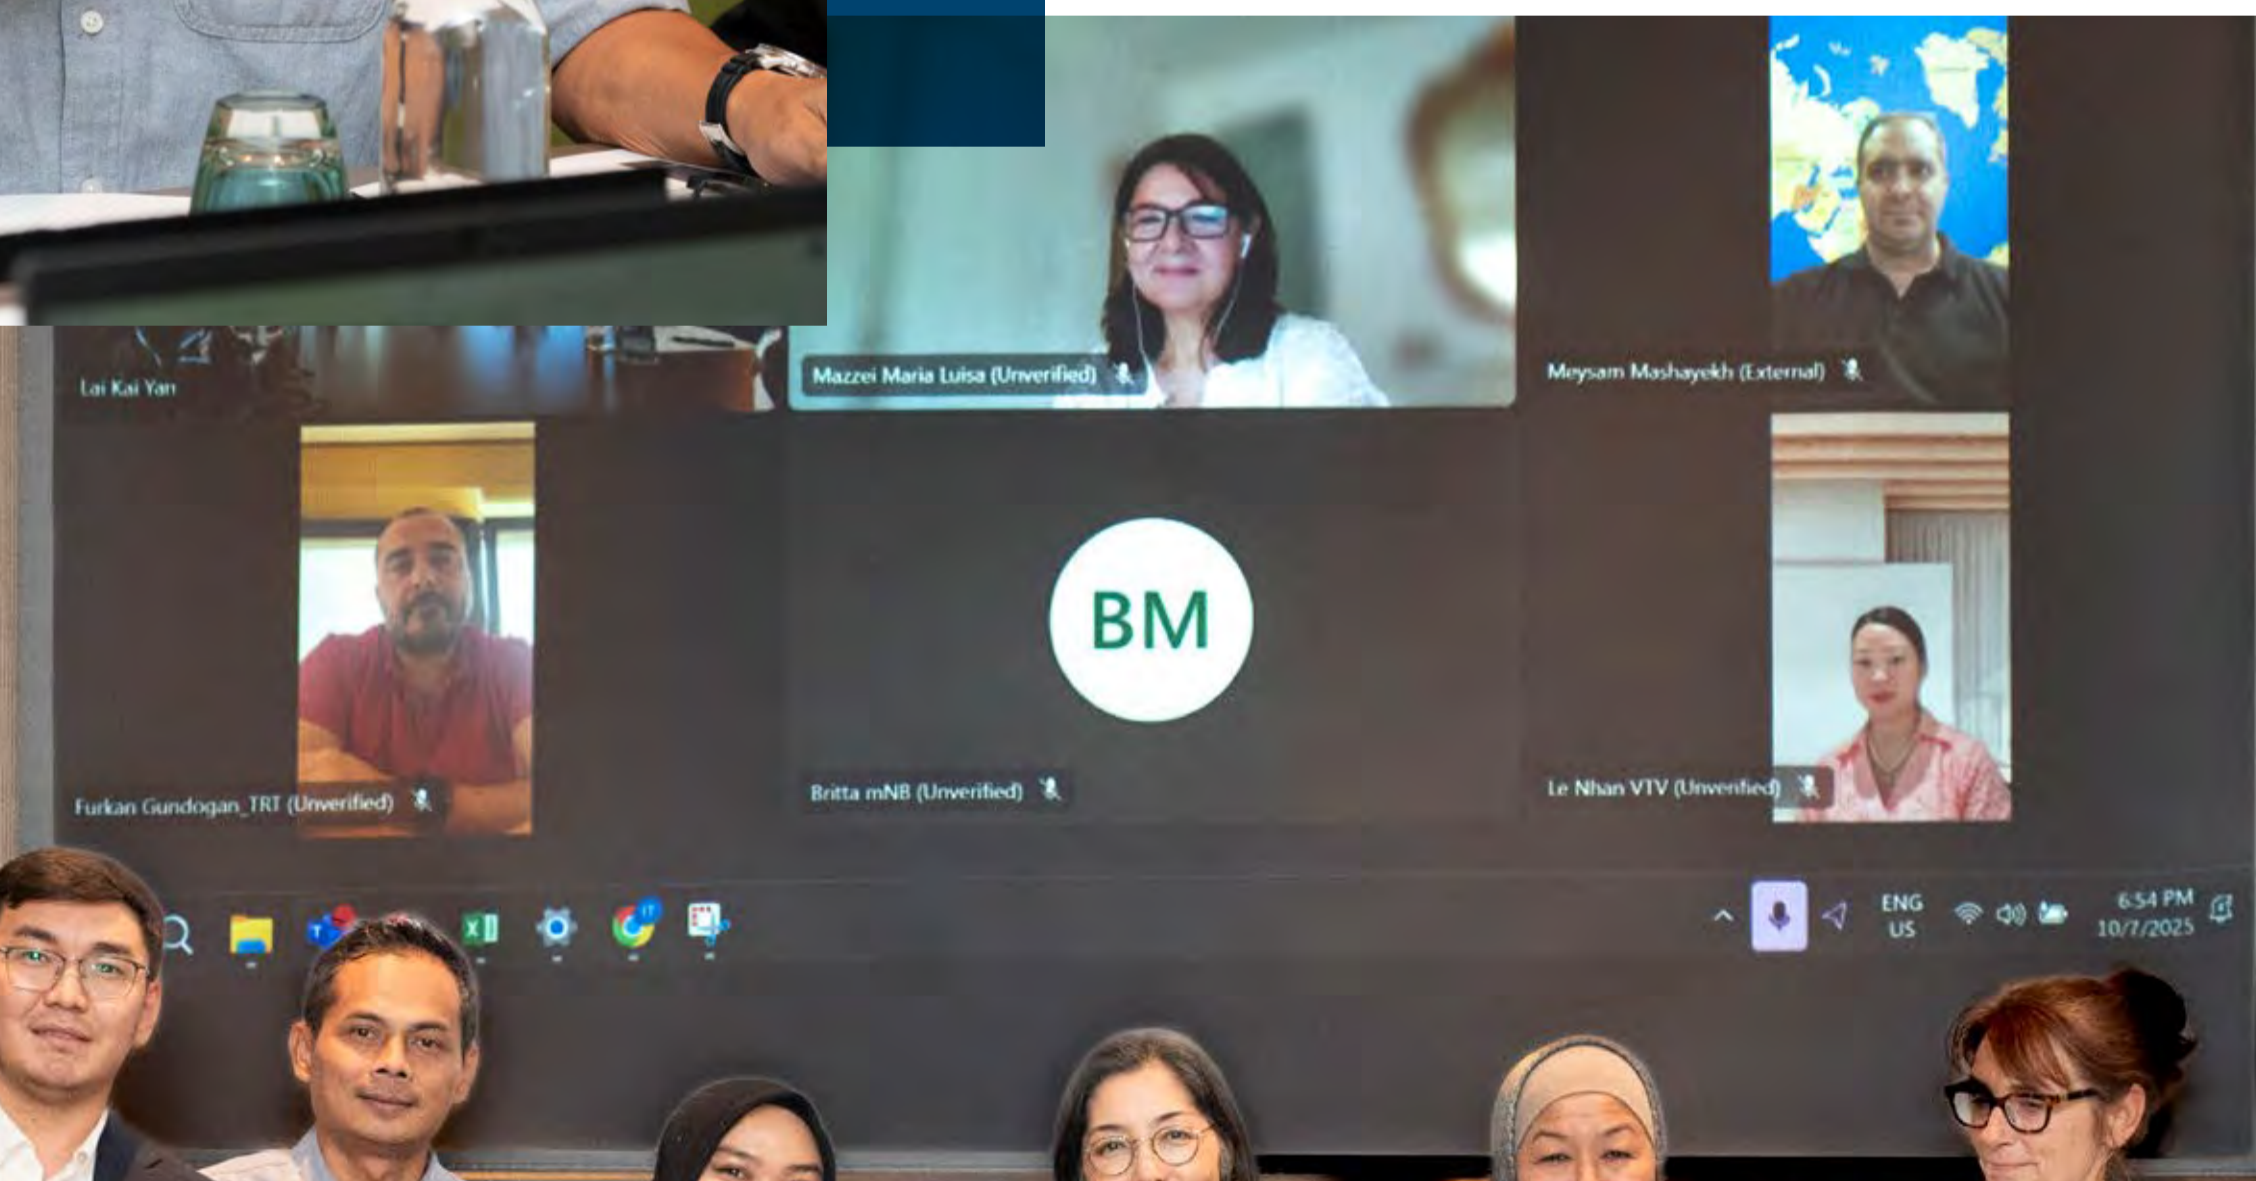 Lai Kai Yan
Mazzei Maria Luisa (Unverified)
Meysam Mashayekh (External)
BM
Furkan Gundogan_TRT (Unverified)
Britta mNB (Unverified)
Le Nhan VTV (Unverified)
IT
ENG
US
6:54 PM
10/7/2025